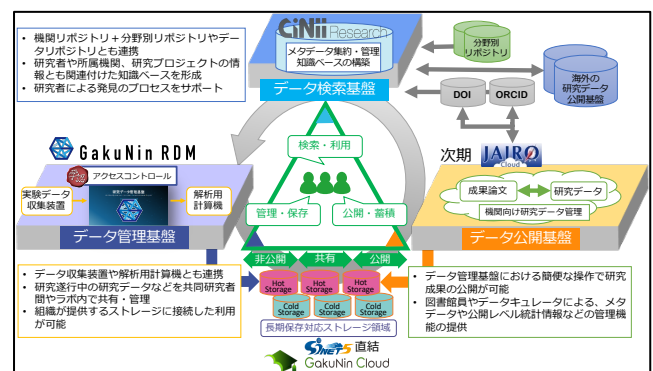 • 機関リポジトリ+分野別リポジトリやデー
タリポジトリとも連携
• 研究者や所属機関、研究プロジェクトの情
報とも関連付けた知識ベースを形成
• 研究者による発見のプロセスをサポート
CiNii Research
メタデータ集約・管理
知識ベースの構築
データ検索基盤
分野別
リポジトリ
海外の
研究データ
公開基盤
DOI
ORCID
GakuNin RDM
アクセスコントロール
実験データ
収集装置
解析用
計算機
データ管理基盤
検索・利用
管理・保存
公開・蓄積
次期
JAIRO
Cloud
成果論文
研究データ
機関向け研究データ管理
データ公開基盤
非公開
共有
公開
Hot
Storage
Hot
Storage
Hot
Storage
Cold
Storage
Cold
Storage
Cold
Storage
長期保存対応ストレージ領域
SINET5 直結
GakuNin Cloud
• データ収集装置や解析用計算機とも連携
• 研究遂行中の研究データなどを共同研究者
間やラボ内で共有・管理
• 組織が提供するストレージに接続した利用
が可能
• データ管理基盤における簡便な操作で研究
成果の公開が可能
• 図書館員やデータキュレータによる、メタ
データや公開レベル統計情報などの管理機
能の提供